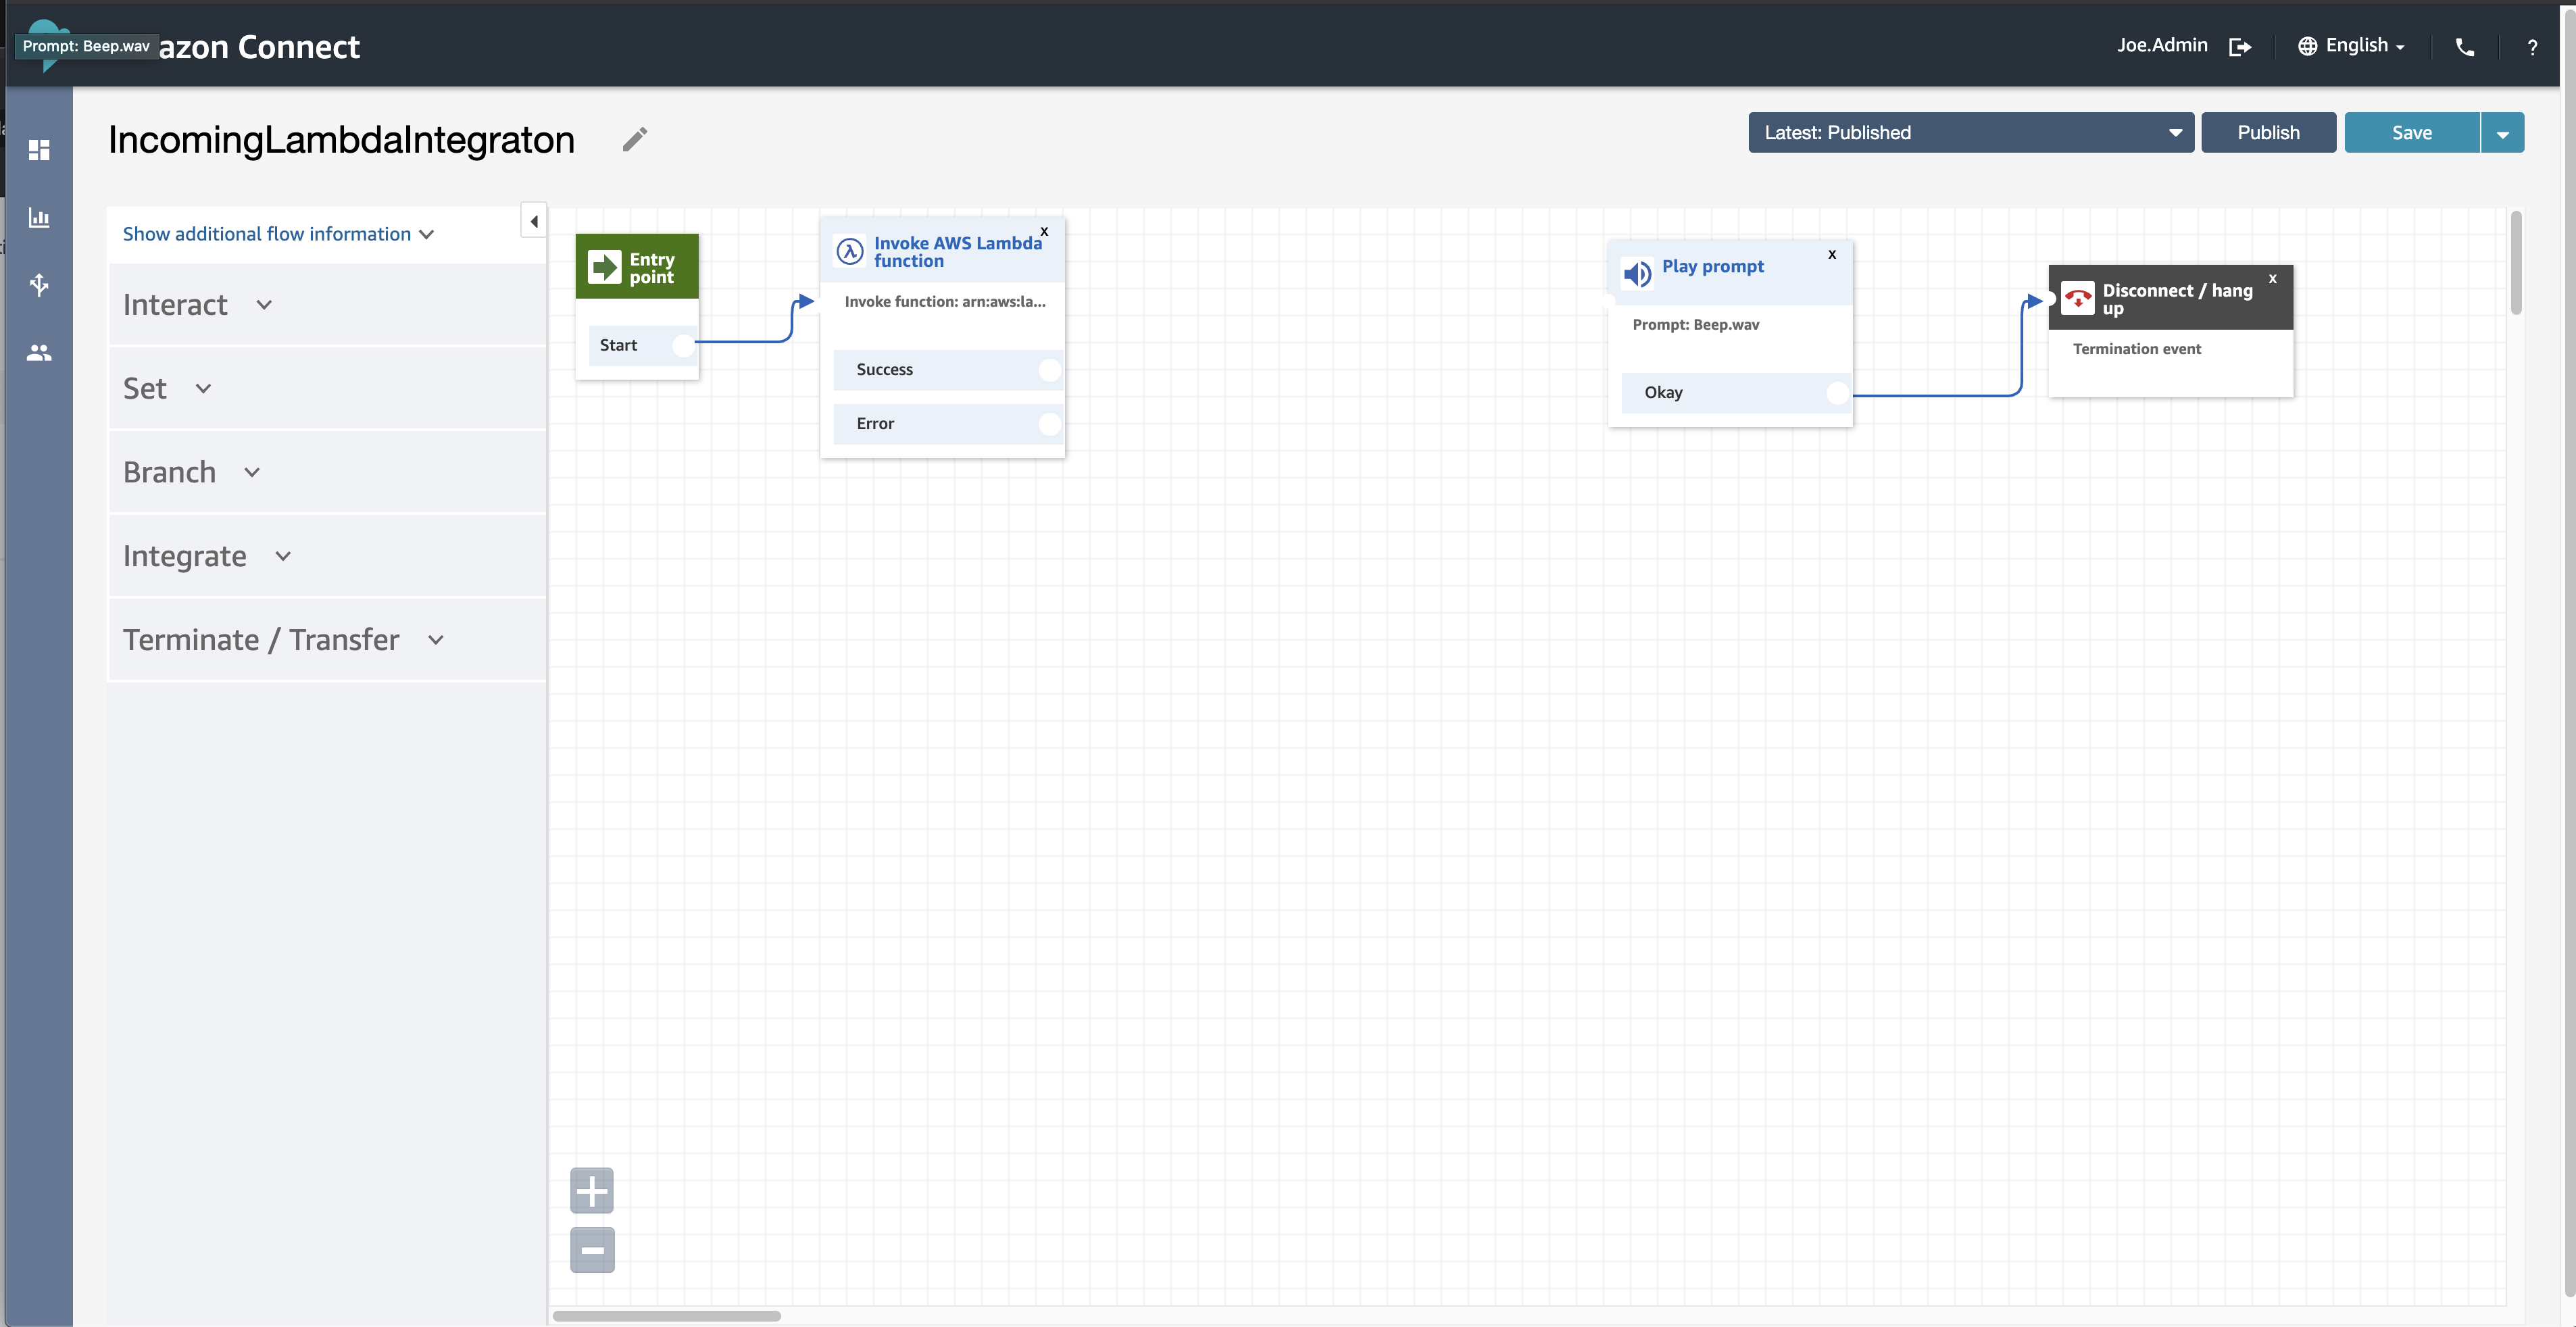 Prompt: Beep.wav
azon Connect
Joe.Admin
English
?
IncomingLambdaIntegraton
Latest: Published
Publish
Save
Show additional flow information
Interact
Set
Branch
Integrate
Terminate / Transfer
Entry
point
Start
Invoke AWS Lambda
function
x
Invoke function: arn:aws:la...
Success
Error
Play prompt
x
Prompt: Beep.wav
Okay
Disconnect / hang
up
x
Termination event